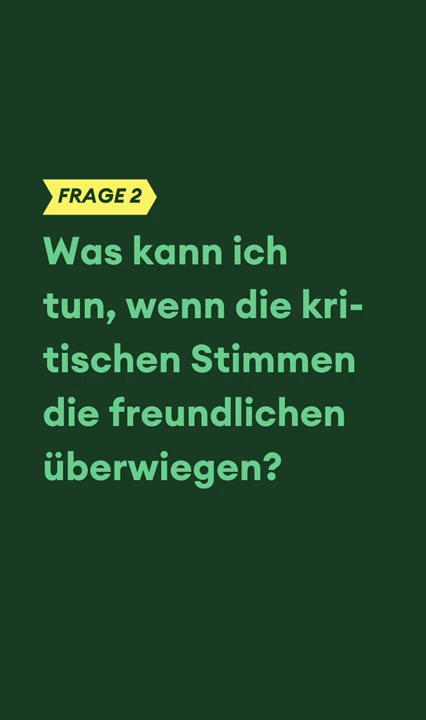 FRAGE 2
Was kann ich
tun, wenn die kri-
tischen Stimmen
die freundlichen
überwiegen?